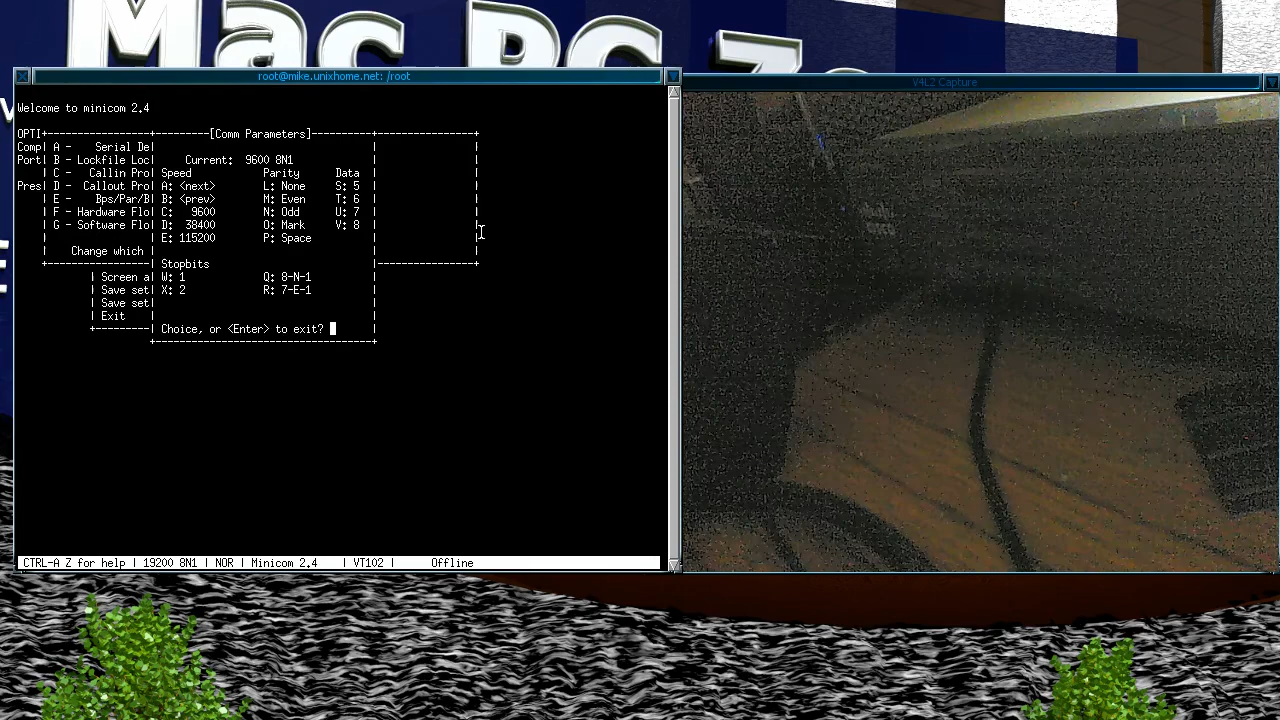 Mac PC Z
root@mike.unixhome.net: /root
V4L2 Capture
Welcome to minicom 2.4
OPTI+---------------+---------[Comm Parameters]----------+----------------+
Comp| A -    Serial De|
Port| B - Lockfile Loc|     Current:  9600 8N1
| C -   Callin Pro| Speed            Parity      Data
Pres| D -  Callout Pro| A: <next>         L: None     S: 5
| E -    Bps/Par/B| B: <prev>         M: Even     T: 6
| F - Hardware Flo| C:   9600         N: Odd      U: 7
| G - Software Flo| D:  38400         O: Mark     V: 8
| E: 115200         P: Space
|    Change which |
+----------------| Stopbits                         |----------------+
| Screen a| W: 1              Q: 8-N-1
| Save set| X: 2              R: 7-E-1
| Save set|
| Exit    |
+---------| Choice, or <Enter> to exit?
CTRL-A Z for help | 19200 8N1 | NOR | Minicom 2.4    | VT102 |      Offline